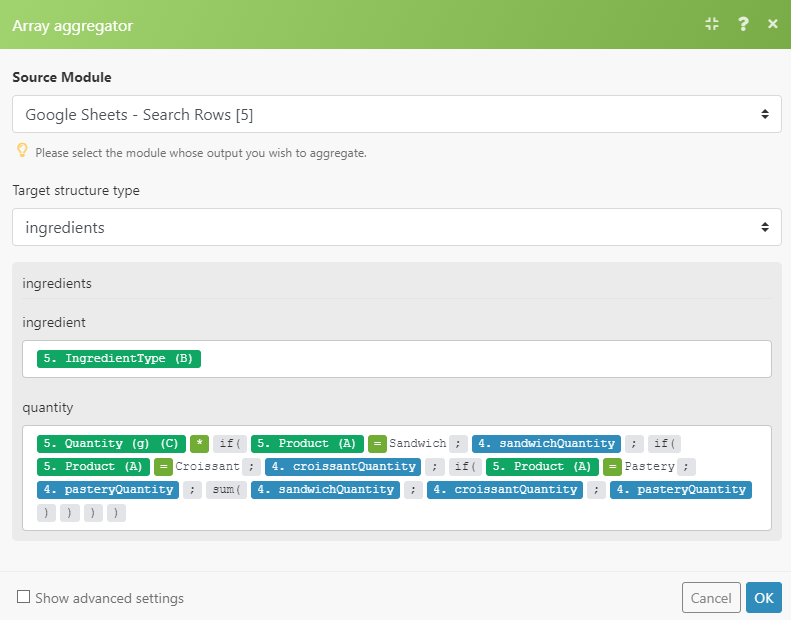 Array aggregator
?
Source Module
Google Sheets - Search Rows [5]
Please select the module whose output you wish to aggregate.
Target structure type
ingredients
ingredients
ingredient
5. IngredientType (B)
quantity
5. Quantity (g) (C) * if( 5. Product (A) = Sandwich ; 4. sandwichQuantity ; if(
5. Product (A) = Croissant ; 4. croissantQuantity ; if( 5. Product (A) = Pastery ;
4. pasteryQuantity ; sum( 4. sandwichQuantity ; 4. croissantQuantity ; 4. pasteryQuantity
) ) ) )
Show advanced settings
Cancel
OK